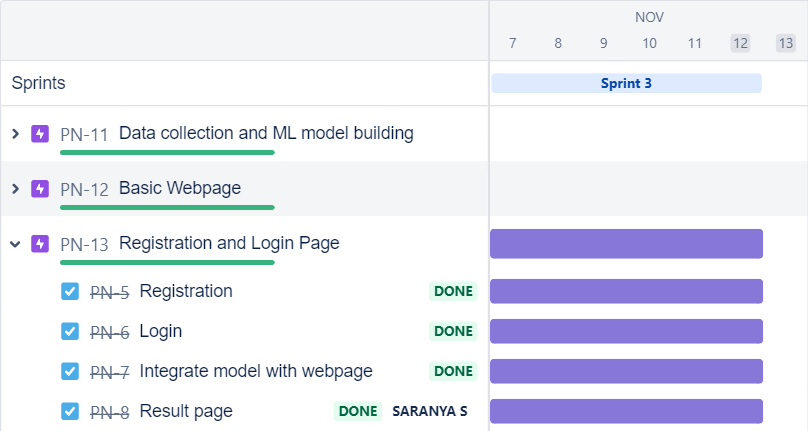 NOV
7 8 9 10 11 12 13
Sprints Sprint 3
PN-11 Data collection and ML model building
PN-12 Basic Webpage
PN-13 Registration and Login Page
PN-5 Registration DONE
PN-6 Login DONE
PN-7 Integrate model with webpage DONE
PN-8 Result page DONE SARANYA S